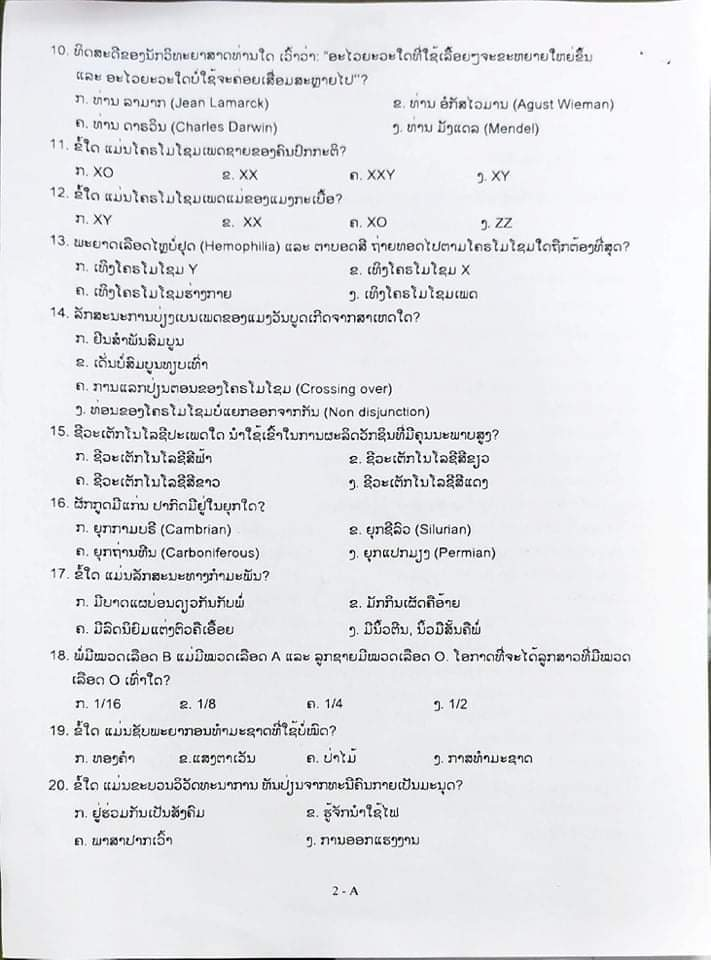 10. ທິດສະດີຂອງນັກວິທະຍາສາດທ່ານໃດ ເວົ້າວ່າ: "ອະໄວຍະວະໃດທີ່ໃຊ້ເລື້ອຍໆຈະຂະຫຍາຍໃຫຍ່ຂຶ້ນ
ແລະ ອະໄວຍະວະໃດບໍ່ໃຊ້ຈະຄ່ອຍເສື່ອມສະຫຼາຍໄປ"?
ກ. ທ່ານ ລາມາກ (Jean Lamarck) ຂ. ທ່ານ ອໍກັສໄວມານ (Agust Wieman)
ຄ. ທ່ານ ດາຣວິນ (Charles Darwin) ງ. ທ່ານ ມັງແດລ (Mendel)
11. ຂໍ້ໃດ ແມ່ນໂຄຣໂມໂຊມເພດຊາຍຂອງຄົນປົກກະຕິ?
ກ. XO ຂ. XX ຄ. XXY ງ. XY
12. ຂໍ້ໃດ ແມ່ນໂຄຣໂມໂຊມເພດແມ່ຂອງແມງກະເບື້ອ?
ກ. XY ຂ. XX ຄ. XO ງ. ZZ
13. ພະຍາດເລືອດໄຫຼບໍ່ຢຸດ (Hemophilia) ແລະ ຕາບອດສີ ຖ່າຍທອດໄປຕາມໂຄຣໂມໂຊມໃດຖືກຕ້ອງທີ່ສຸດ?
ກ. ເທິງໂຄຣໂມໂຊມ Y ຂ. ເທິງໂຄຣໂມໂຊມ X
ຄ. ເທິງໂຄຣໂມໂຊມຮ່າງກາຍ ງ. ເທິງໂຄຣໂມໂຊມເພດ
14. ລັກສະນະການບ່ຽງເບນເພດຂອງແມງວັນບູດເກີດຈາກສາເຫດໃດ?
ກ. ຢີນສຳພັນສົມບູນ
ຂ. ເດັ່ນບໍ່ສົມບູນທຽບເທົ່າ
ຄ. ການແລກປ່ຽນຕອນຂອງໂຄຣໂມໂຊມ (Crossing over)
ງ. ທ່ອນຂອງໂຄຣໂມໂຊມບໍ່ແຍກອອກຈາກກັນ (Non disjunction)
15. ຊີວະເຕັກໂນໂລຊີປະເພດໃດ ນຳໃຊ້ເຂົ້າໃນການຜະລິດວັກຊິນທີ່ມີຄຸນນະພາບສູງ?
ກ. ຊີວະເຕັກໂນໂລຊີສີຟ້າ ຂ. ຊີວະເຕັກໂນໂລຊີສີຂຽວ
ຄ. ຊີວະເຕັກໂນໂລຊີສີຂາວ ງ. ຊີວະເຕັກໂນໂລຊີສີແດງ
16. ຜັກກູດມີແກ່ນ ປາກົດມີຢູ່ໃນຍຸກໃດ?
ກ. ຍຸກກາມບຣີ (Cambrian) ຂ. ຍຸກຊີລົວ (Silurian)
ຄ. ຍຸກຖ່ານຫີນ (Carboniferous) ງ. ຍຸກແປກມຽງ (Permian)
17. ຂໍ້ໃດ ແມ່ນລັກສະນະທາງກຳມະພັນ?
ກ. ມີບາດແຜບ່ອນດຽວກັນກັບພໍ່ ຂ. ມັກກິນເຜັດຄືອ້າຍ
ຄ. ມີລົດນິຍົມແຕ່ງຕົວຄືເອື້ອຍ ງ. ມີນິ້ວຕີນ, ນິ້ວມືສັ້ນຄືພໍ່
18. ພໍ່ມີໝວດເລືອດ B ແມ່ມີໝວດເລືອດ A ແລະ ລູກຊາຍມີໝວດເລືອດ O. ໂອກາດທີ່ຈະໄດ້ລູກສາວທີ່ມີໝວດ
ເລືອດ O ເທົ່າໃດ?
ກ. 1/16 ຂ. 1/8 ຄ. 1/4 ງ. 1/2
19. ຂໍ້ໃດ ແມ່ນຊັບພະຍາກອນທຳມະຊາດທີ່ໃຊ້ບໍ່ໝົດ?
ກ. ທອງຄຳ ຂ.ແສງຕາເວັນ ຄ. ປ່າໄມ້ ງ. ກາສທຳມະຊາດ
20. ຂໍ້ໃດ ແມ່ນຂະບວນວິວັດທະນາການ ຫັນປ່ຽນຈາກທະນີຄົນກາຍເປັນມະນຸດ?
ກ. ຢູ່ຮ່ວມກັນເປັນສັງຄົມ ຂ. ຮູ້ຈັກນຳໃຊ້ໄຟ
ຄ. ພາສາປາກເວົ້າ ງ. ການອອກແຮງງານ
2 - A